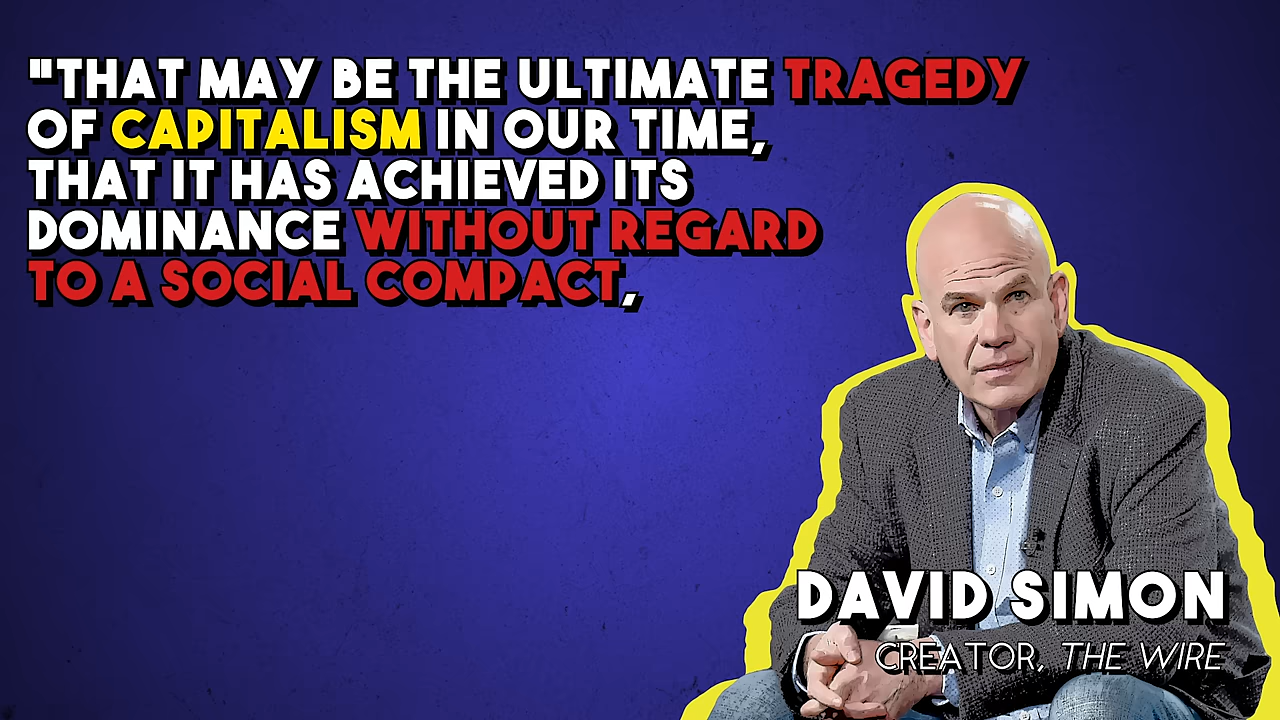 "THAT MAY BE THE ULTIMATE TRAGEDY
OF CAPITALISM IN OUR TIME,
THAT IT HAS ACHIEVED ITS
DOMINANCE WITHOUT REGARD
TO A SOCIAL COMPACT,
DAVID SIMON
CREATOR, THE WIRE